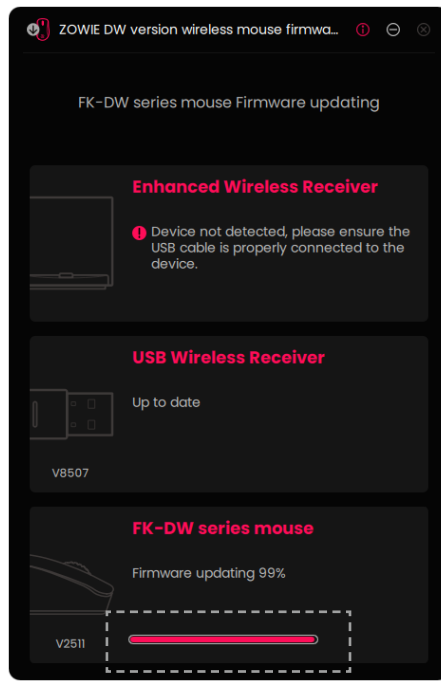 ZOWIE DW version wireless mouse firmwa...
FK-DW series mouse Firmware updating
Enhanced Wireless Receiver
Device not detected, please ensure the
USB cable is properly connected to the
device.
USB Wireless Receiver
Up to date
V8507
FK-DW series mouse
Firmware updating 99%
V2511